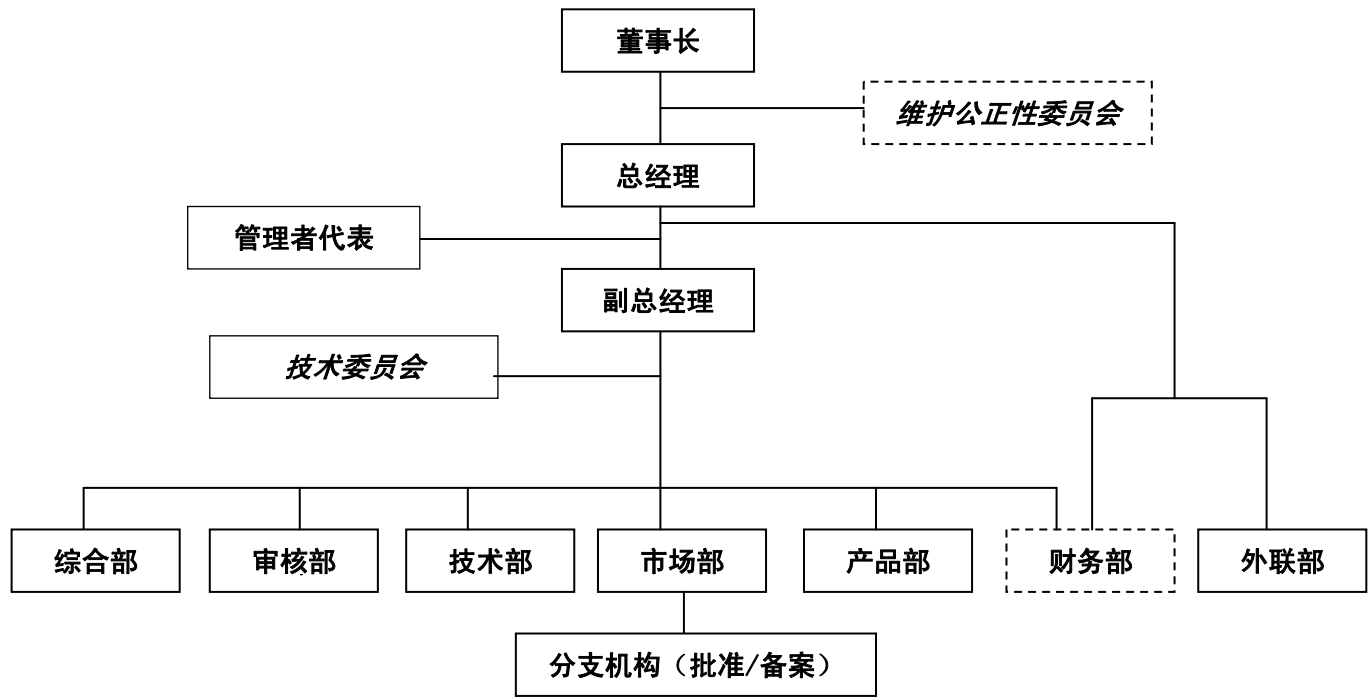 董事长
维护公正性委员会
总经理
管理者代表
副总经理
技术委员会
综合部
审核部
技术部
市场部
产品部
财务部
外联部
分支机构（批准/备案）